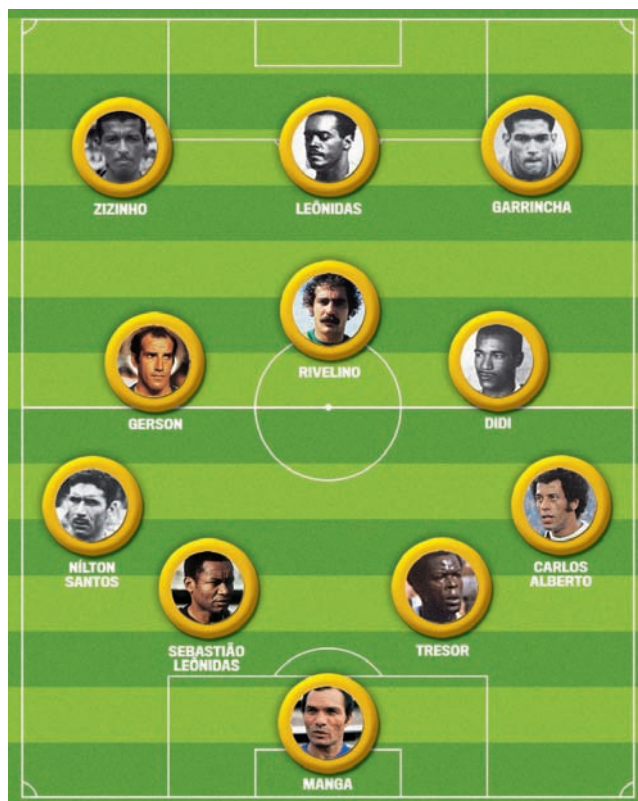 ZIZINHO
LEÔNIDAS
GARRINCHA
RIVELINO
GERSON
DIDI
NÍLTON
SANTOS
CARLOS
ALBERTO
SEBASTIÃO
LEÔNIDAS
TRESOR
MANGA